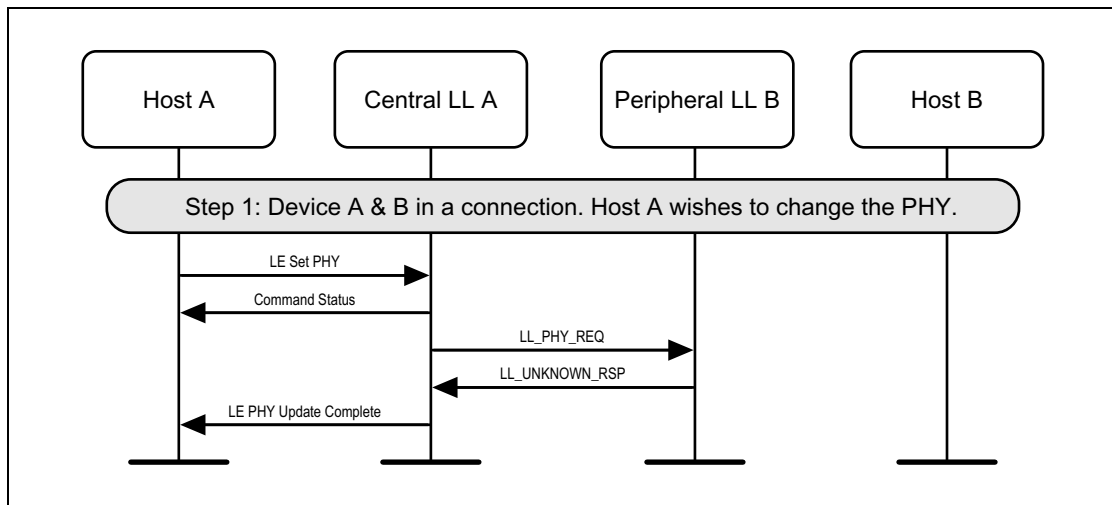 Host A
Central LL A
Peripheral LL B
Host B
Step 1: Device A & B in a connection. Host A wishes to change the PHY.
LE Set PHY
Command Status
LL_PHY_REQ
LL_UNKNOWN_RSP
LE PHY Update Complete